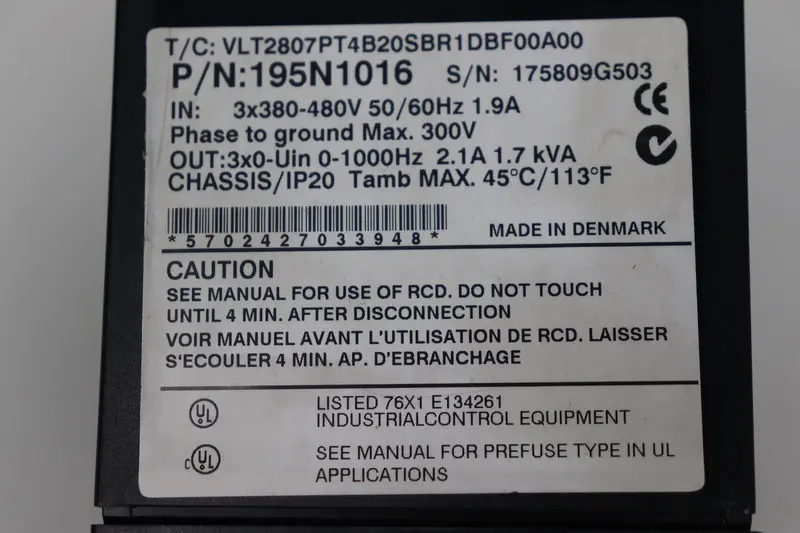 T/C: VLT2807PT4B20SBR1DBF00A00
P/N:195N1016 S/N: 175809G503
IN: 3x380-480V 50/60Hz 1.9A
CE
Phase to ground Max. 300V
OUT:3x0-Uin 0-1000Hz 2.1A 1.7 kVA
CHASSIS/IP20 Tamb MAX. 45°C/113°F
*5702427033948* MADE IN DENMARK
CAUTION
SEE MANUAL FOR USE OF RCD. DO NOT TOUCH
UNTIL 4 MIN. AFTER DISCONNECTION
VOIR MANUEL AVANT L'UTILISATION DE RCD. LAISSER
S'ECOULER 4 MIN. AP. D'EBRANCHAGE
UL LISTED 76X1 E134261
INDUSTRIALCONTROL EQUIPMENT
c UL SEE MANUAL FOR PREFUSE TYPE IN UL
APPLICATIONS